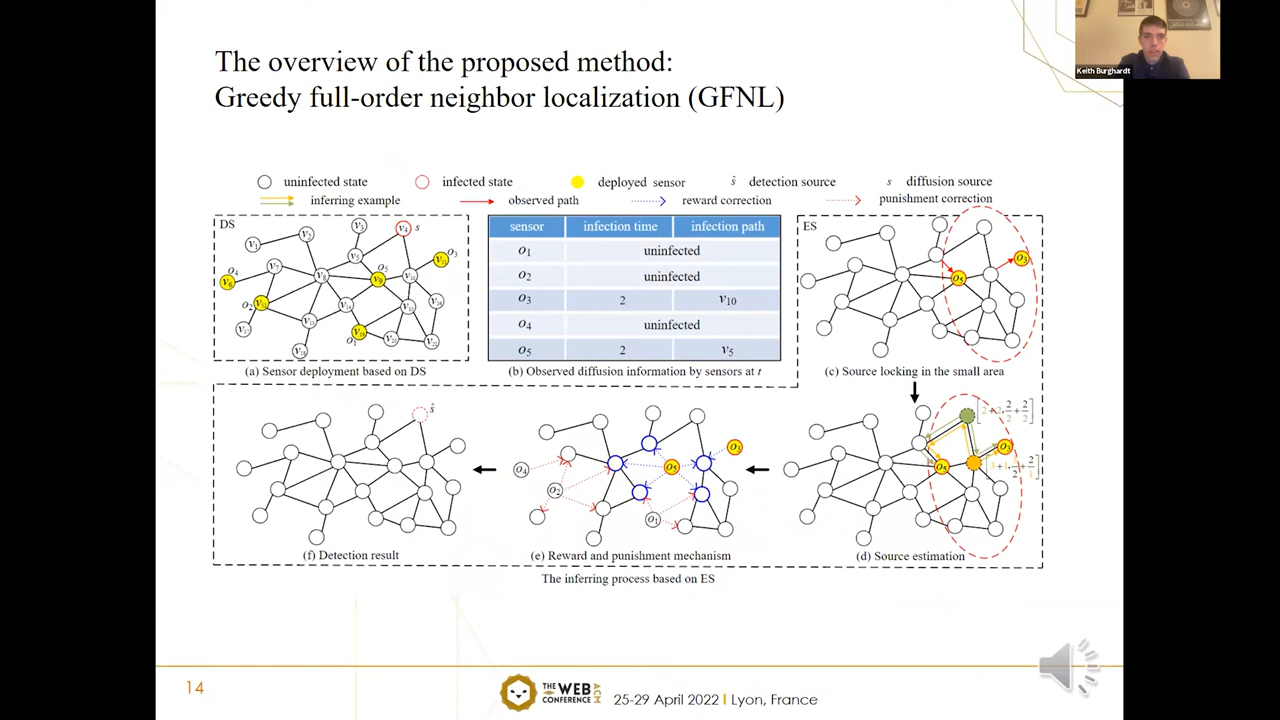 Keith Burghardt
The overview of the proposed method:
Greedy full-order neighbor localization (GFNL)
uninfected state
infected state
deployed sensor
ŝ detection source
s diffusion source
inferring example
observed path
reward correction
punishment correction
DS
sensor infection time infection path
o1 uninfected
o2 uninfected
o3 2 v10
o4 uninfected
o5 2 v5
ES
(a) Sensor deployment based on DS
(b) Observed diffusion information by sensors at t
(c) Source locking in the small area
(f) Detection result
(e) Reward and punishment mechanism
(d) Source estimation
The inferring process based on ES
14
THE WEB CONFERENCE
ACM
25-29 April 2022 I Lyon, France